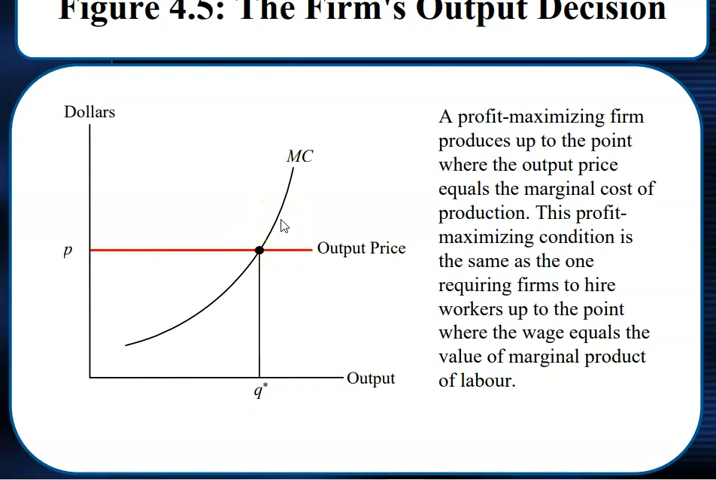 Figure 4.5: The Firm's Output Decision
Dollars
MC
p
Output Price
Output
q*
A profit-maximizing firm
produces up to the point
where the output price
equals the marginal cost of
production. This profit-
maximizing condition is
the same as the one
requiring firms to hire
workers up to the point
where the wage equals the
value of marginal product
of labour.